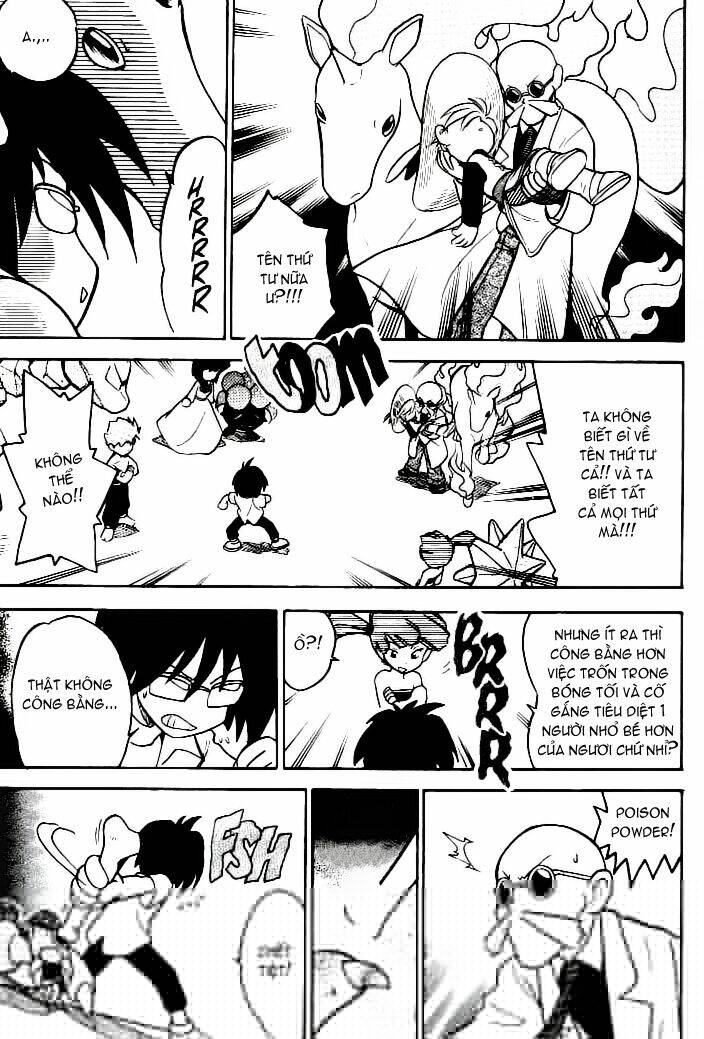 TÊN THỨ
TƯ NỮA
Ư?!!!
A....
HRRRRR
BOOM
TA KHÔNG
BIẾT GÌ VỀ
TÊN THỨ TƯ
CẢ!! VÀ TA
BIẾT TẤT
CẢ MỌI THỨ
MÀ!!!
KHÔNG
THỂ
NÀO!!
NHƯNG ÍT RA THÌ
CÔNG BẰNG HƠN
VIỆC TRỐN TRONG
BÓNG TỐI VÀ CỐ
GẮNG TIÊU DIỆT 1
NGƯỜI NHỎ BÉ HƠN
CỦA NGƯƠI CHỨ NHỈ?
BRRR
Ồ?!
THẬT KHÔNG
CÔNG BẰNG...
POISON
POWDER!
CHẾT
TIỆT!
FSH